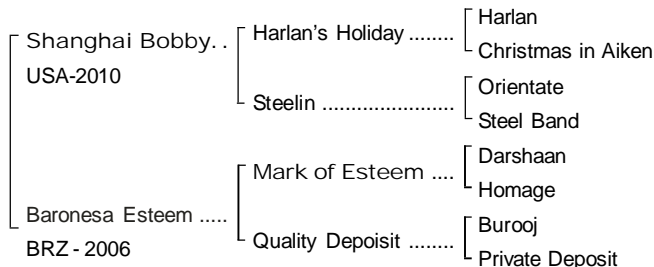 Shanghai Bobby..
USA-2010
Baronesa Esteem .....
BRZ - 2006
Harlan's Holiday ........
Steelin .......................
Mark of Esteem ....
Quality Depoisit ........
Harlan
Christmas in Aiken
Orientate
Steel Band
Darshaan
Homage
Burooj
Private Deposit